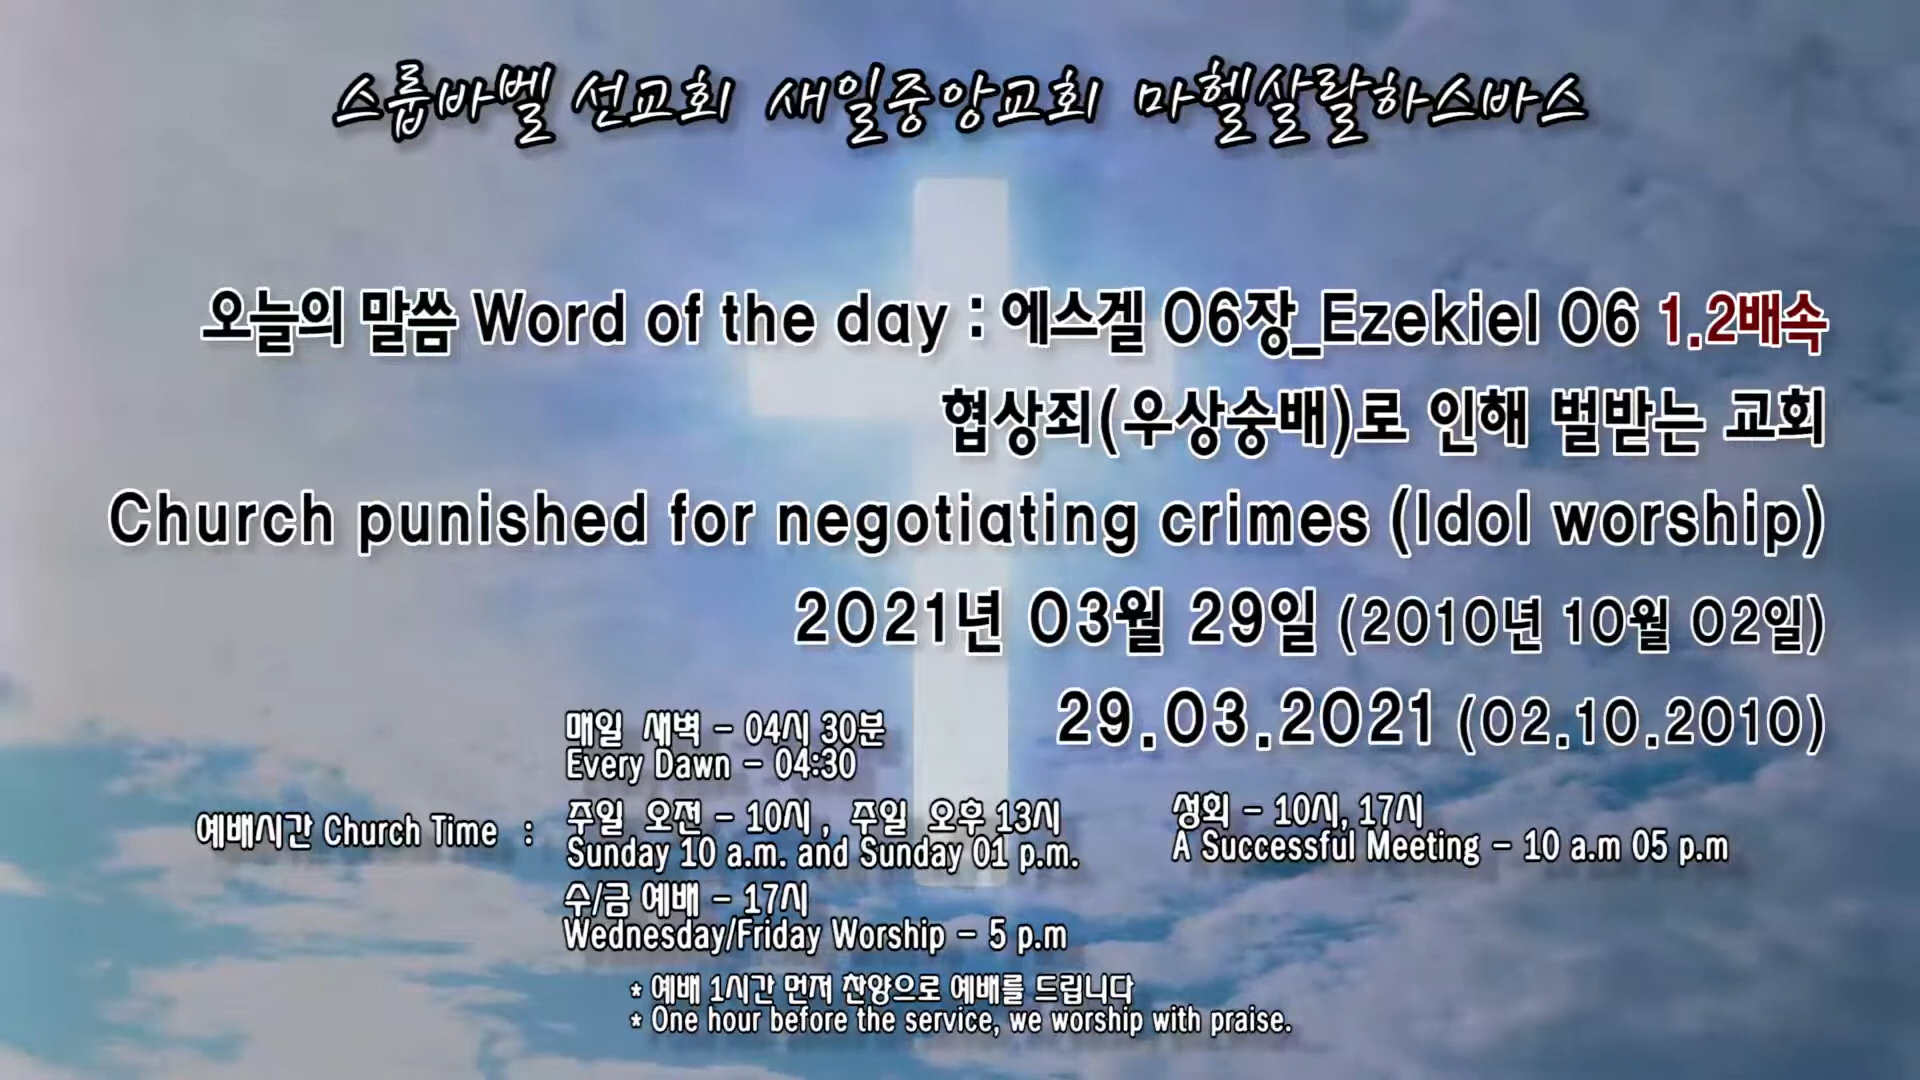 스룹바벨 선교회 새일중앙교회 마헬살랄하스바스
오늘의 말씀 Word of the day : 에스겔 06장_Ezekiel 06 1.2배속
협상죄(우상숭배)로 인해 벌받는 교회
Church punished for negotiating crimes (Idol worship)
2021년 03월 29일 (2010년 10월 02일)
29.03.2021 (02.10.2010)
예배시간 Church Time :
매일 새벽 - 04시 30분
Every Dawn - 04:30
주일 오전 - 10시, 주일 오후 13시
Sunday 10 a.m. and Sunday 01 p.m.
수/금 예배 - 17시
Wednesday/Friday Worship - 5 p.m
성회 - 10시, 17시
A Successful Meeting - 10 a.m 05 p.m
* 예배 1시간 먼저 찬양으로 예배를 드립니다
* One hour before the service, we worship with praise.